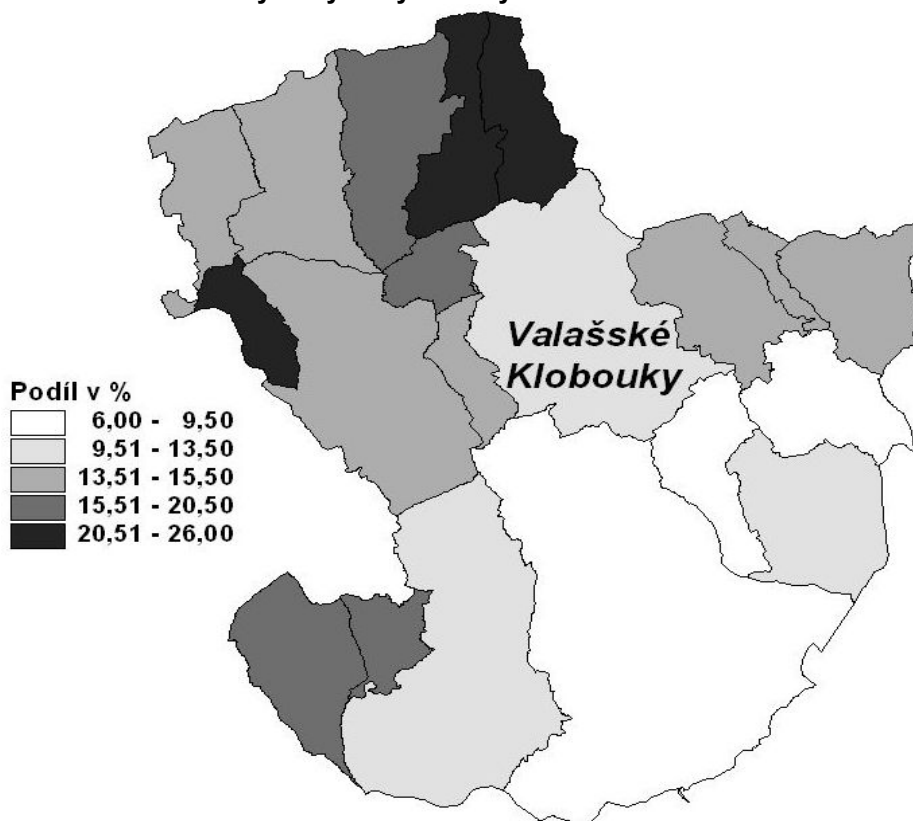 Valašské
Klobouky
Podíl v %
6,00 - 9,50
9,51 - 13,50
13,51 - 15,50
15,51 - 20,50
20,51 - 26,00